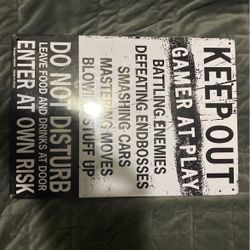 KEEP OUT
GAMER AT PLAY
BATTLING ENEMIES
DEFEATING ENDBOSSES
SMASHING CARS
MASTERING MOVES
BLOWING STUFF UP
DO NOT DISTURB
LEAVE FOOD AND DRINKS AT DOOR
ENTER AT OWN RISK